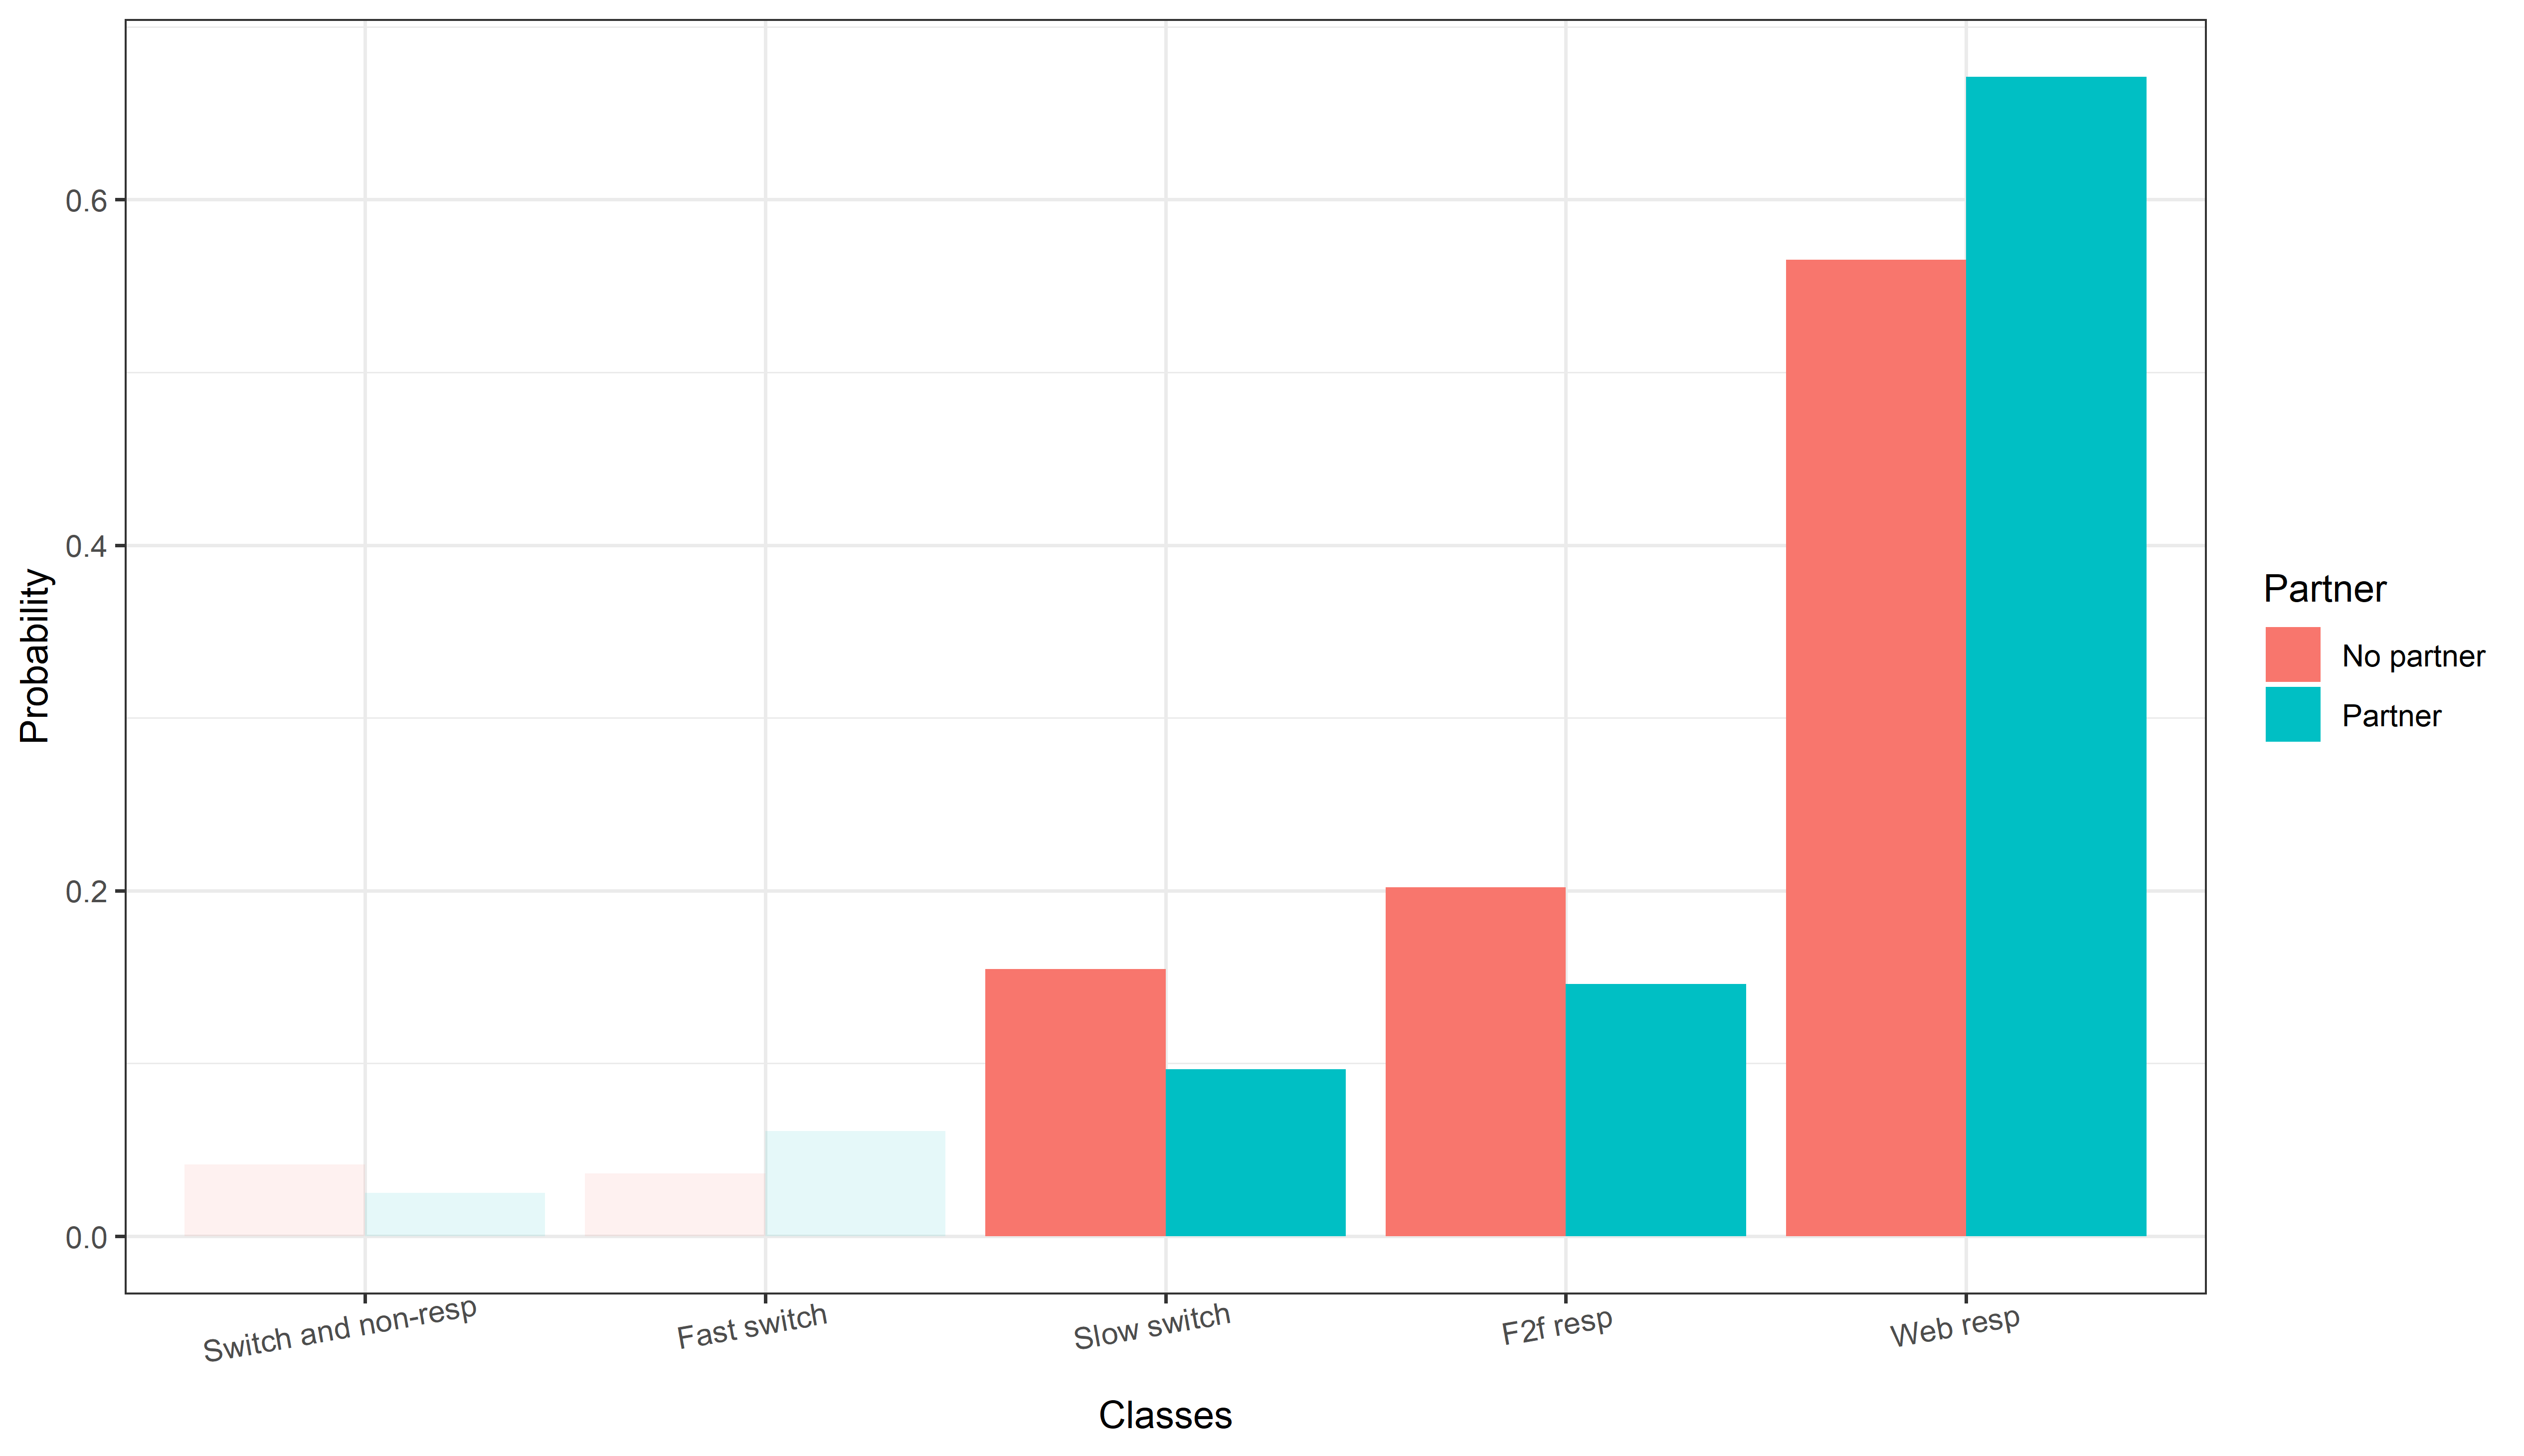 Probability
0.6
0.4
0.2
0.0
Switch and non-resp
Fast switch
Slow switch
F2f resp
Web resp
Classes
Partner
No partner
Partner